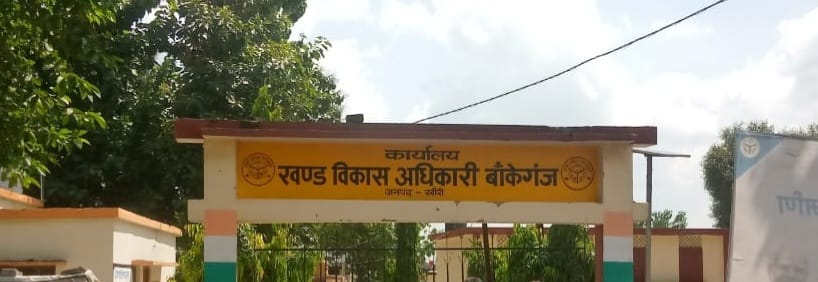 कार्यालय
खण्ड विकास अधिकारी बाँकेगंज
जनपद - खीरी